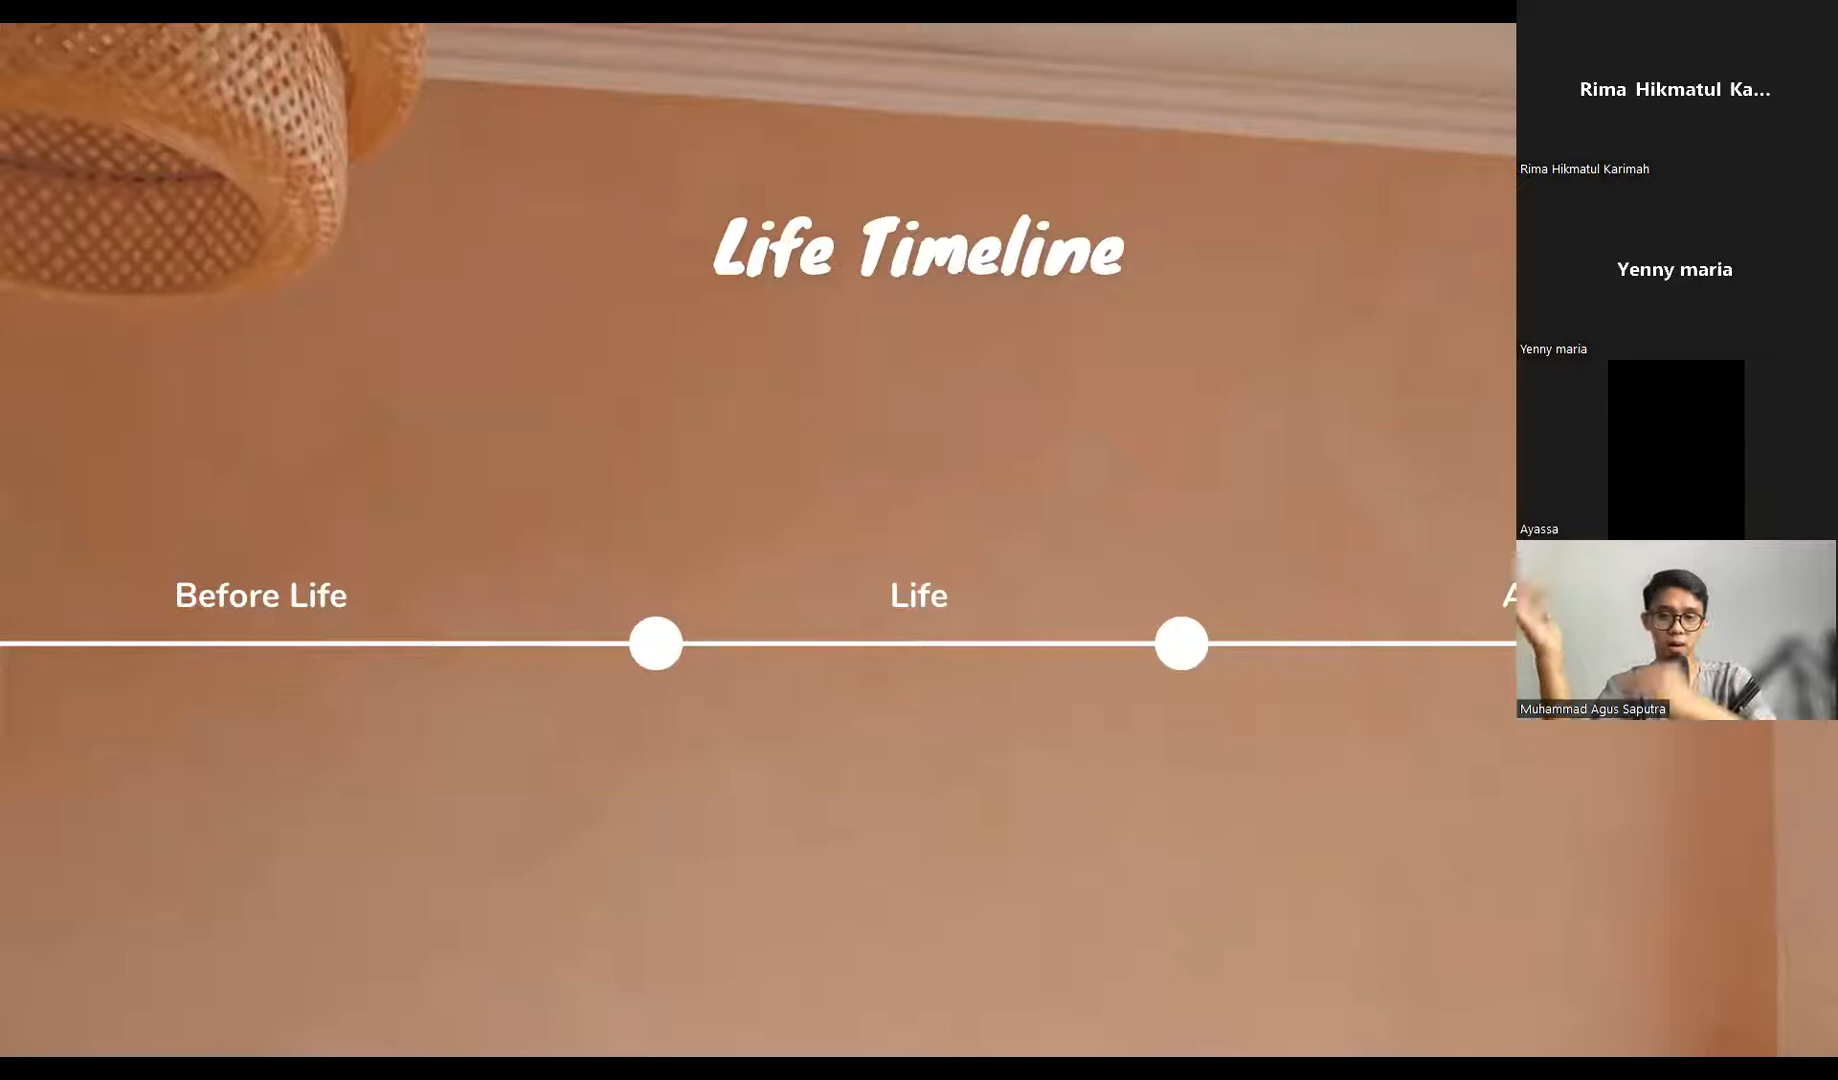 Life Timeline
Before Life
Life
Rima Hikmatul Ka...
Rima Hikmatul Karimah
Yenny maria
Yenny maria
Ayassa
Muhammad Agus Saputra